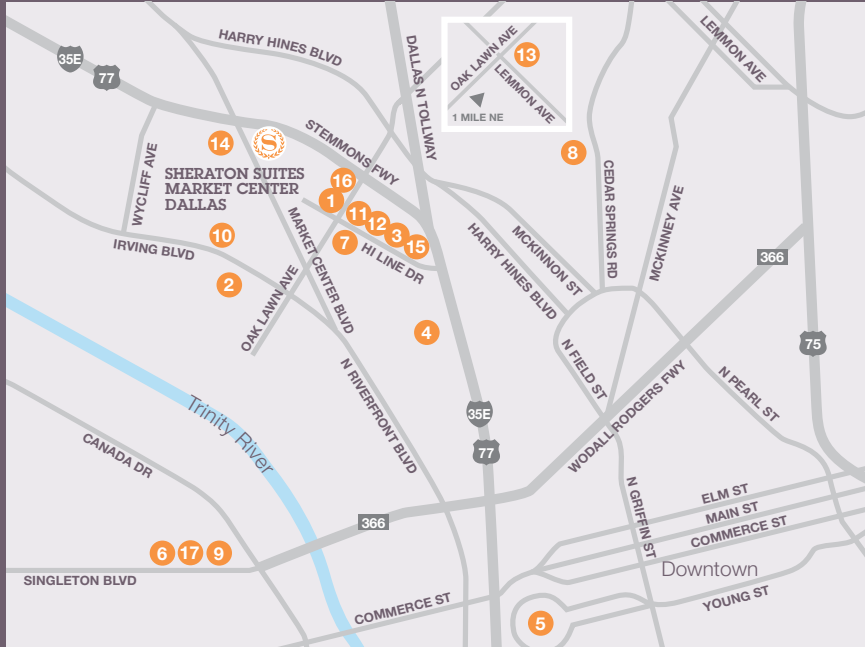 35E
77
HARRY HINES BLVD
DALLAS N TOLLWAY
OAK LAWN AVE
13
LEMMON AVE
1 MILE NE
LEMMON AVE
14
S
STEMMONS FWY
8
WYCLIFF AVE
SHERATON SUITES
MARKET CENTER
DALLAS
16
1
11
12
3
15
7
HI LINE DR
10
IRVING BLVD
2
MARKET CENTER BLVD
OAK LAWN AVE
CEDAR SPRINGS RD
MCKINNEY AVE
MCKINNON ST
HARRY HINES BLVD
366
4
75
N FIELD ST
N RIVERFRONT BLVD
N PEARL ST
WODALL RODGERS FWY
35E
77
Trinity River
CANADA DR
366
N GRIFFIN ST
ELM ST
MAIN ST
COMMERCE ST
6
17
9
SINGLETON BLVD
Downtown
COMMERCE ST
YOUNG ST
5